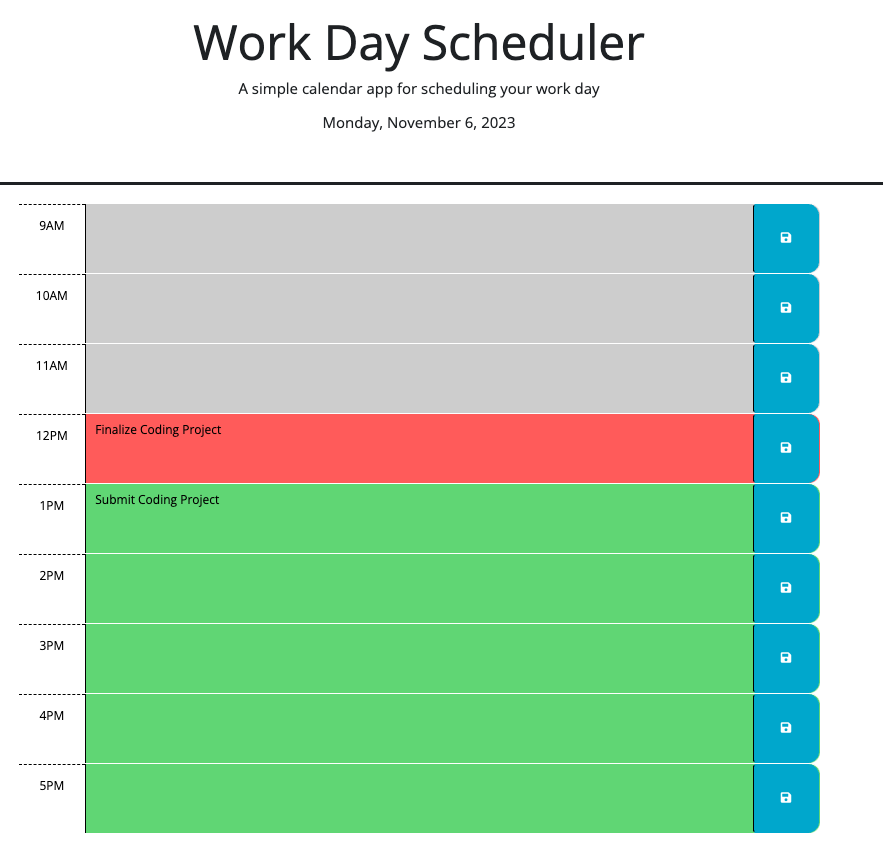 Work Day Scheduler
A simple calendar app for scheduling your work day
Monday, November 6, 2023
9AM
10AM
11AM
12PM Finalize Coding Project
1PM Submit Coding Project
2PM
3PM
4PM
5PM